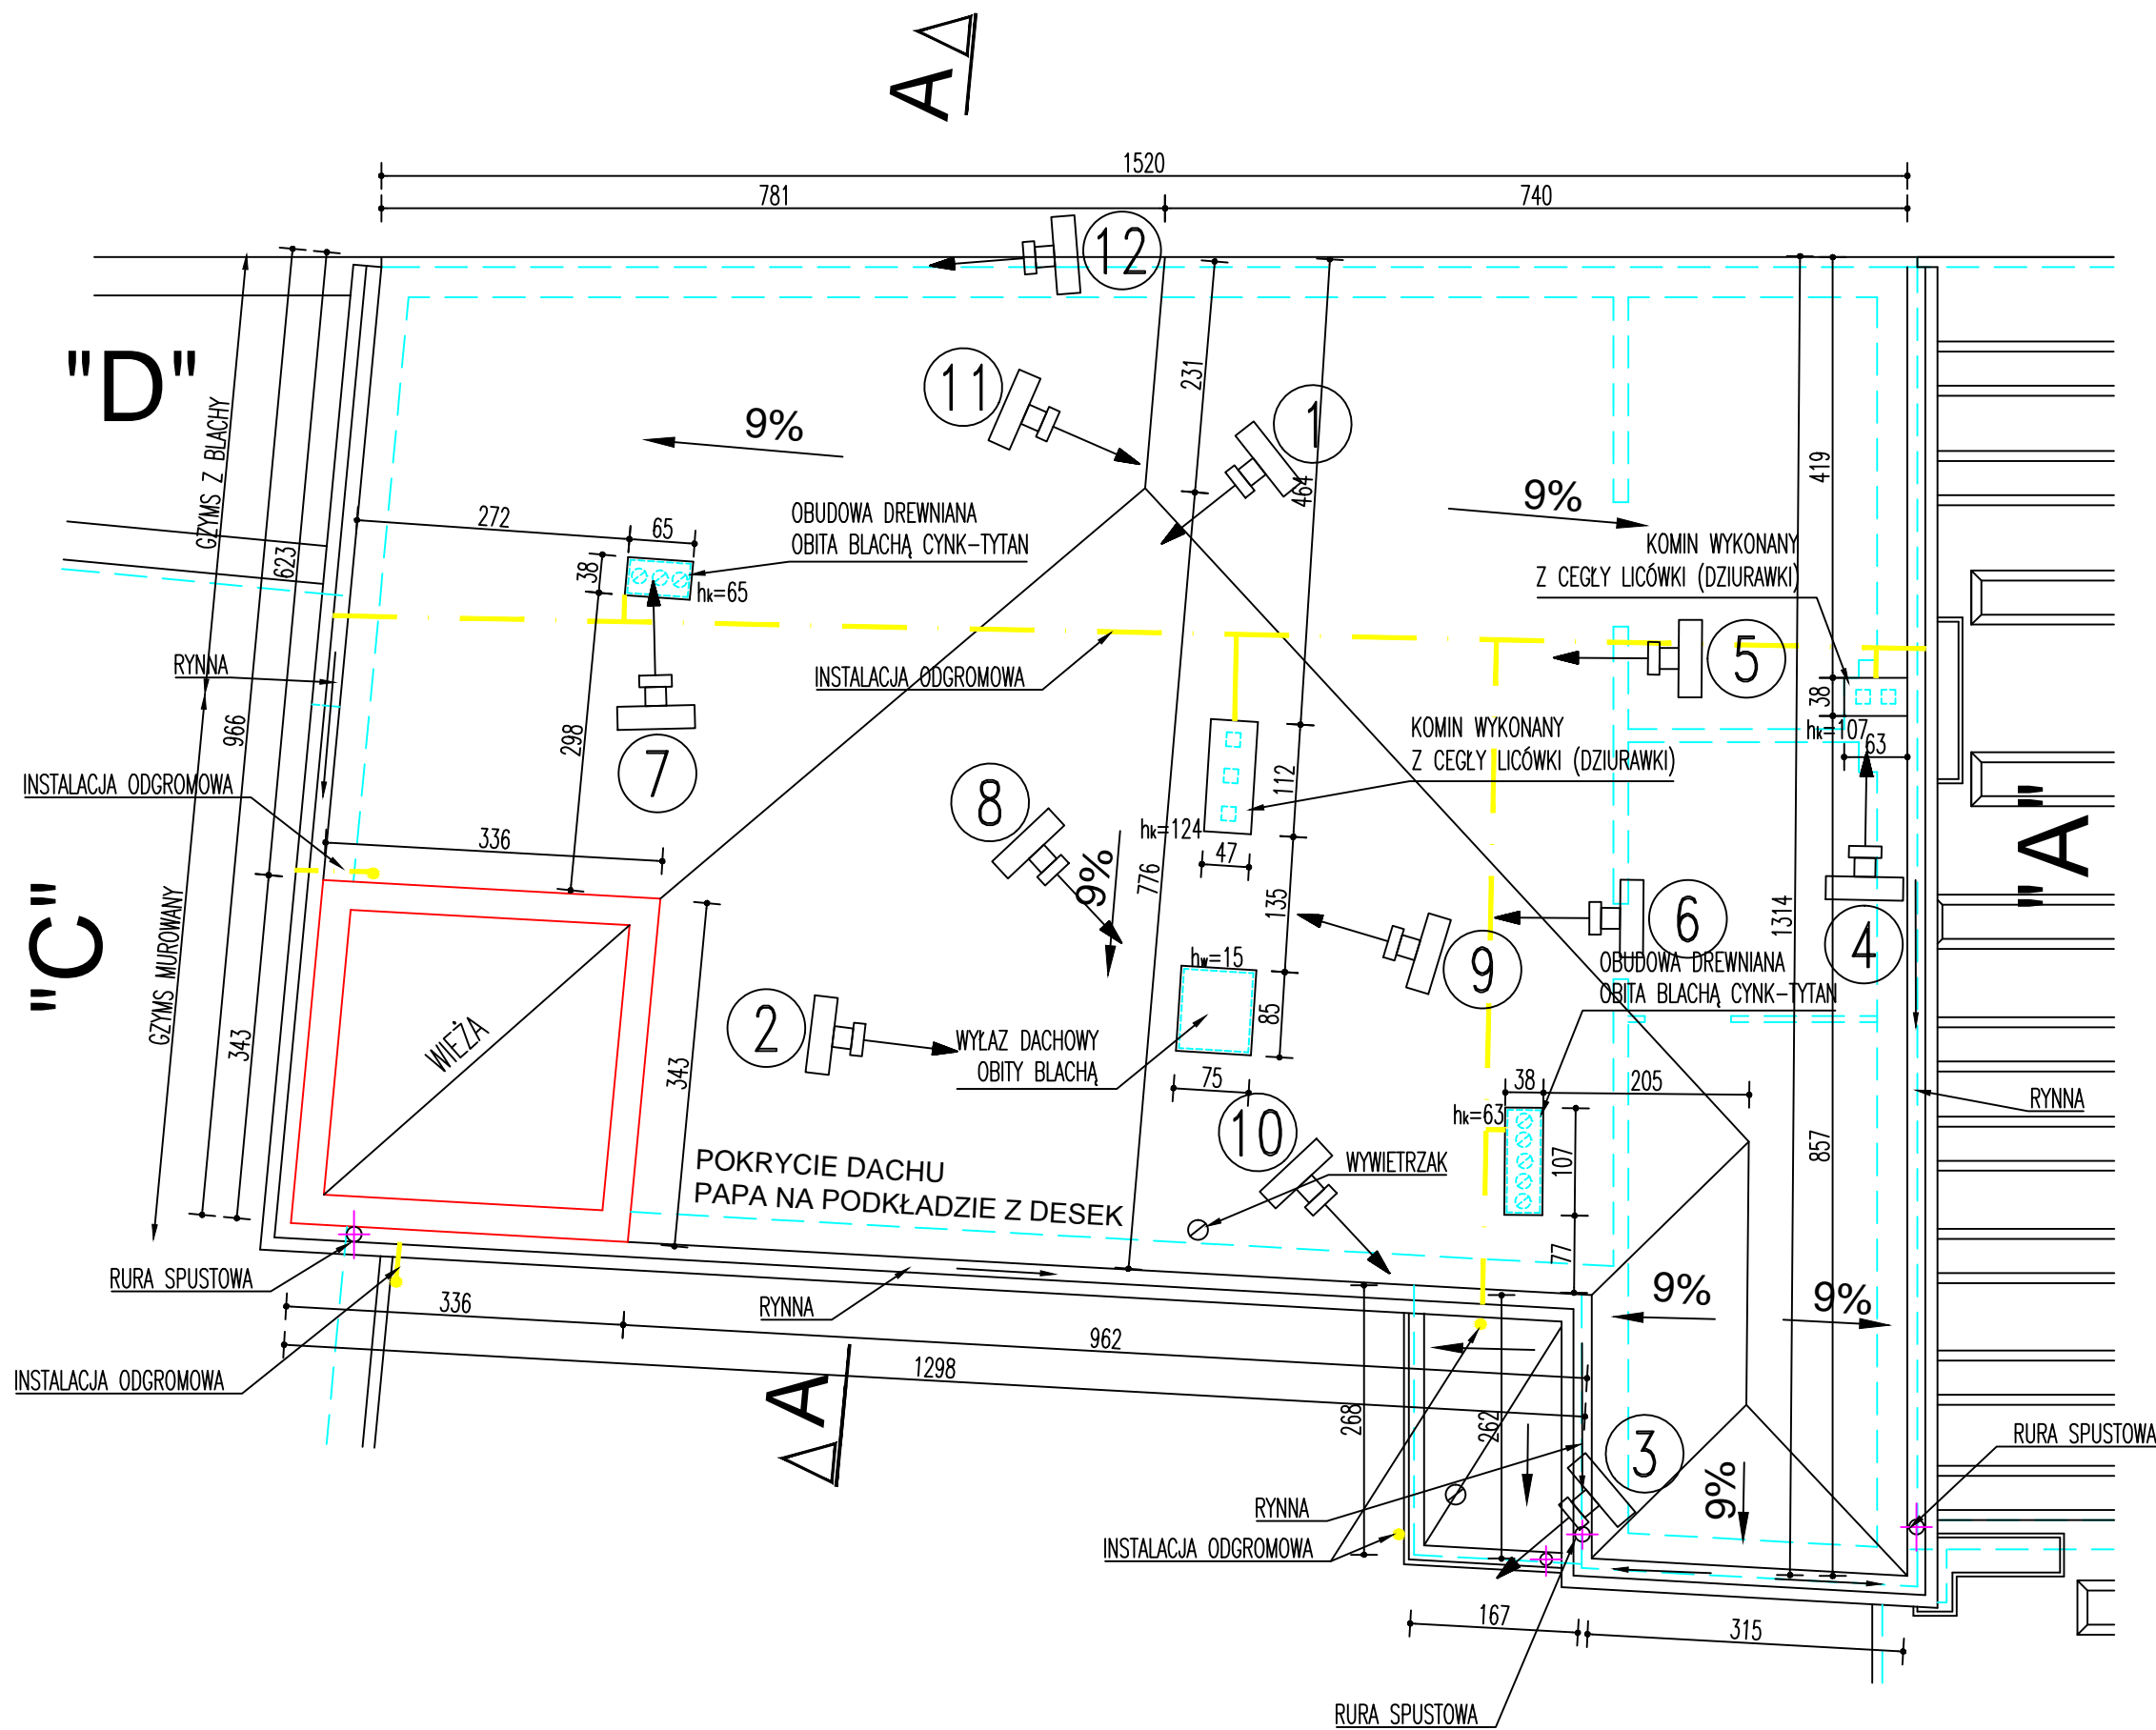 A
1520
781
740
12
"D"
11
1
231
464
419
9%
9%
GZYMS Z BLACHY
272
65
OBUDOWA DREWNIANA
OBITA BLACHĄ CYNK-TYTAN
38
hk=65
623
KOMIN WYKONANY
Z CEGŁY LICÓWKI (DZIURAWKI)
5
RYNNA
INSTALACJA ODGROMOWA
38
hk=107
63
966
298
7
KOMIN WYKONANY
Z CEGŁY LICÓWKI (DZIURAWKI)
112
INSTALACJA ODGROMOWA
8
hk=124
47
336
9%
776
135
1314
"A"
"C"
GZYMS MUROWANY
6
4
9
hw=15
OBUDOWA DREWNIANA
OBITA BLACHĄ CYNK-TYTAN
343
WIEŻA
343
2
WYŁAZ DACHOWY
OBITY BLACHĄ
85
75
38
205
RYNNA
hk=63
10
107
857
POKRYCIE DACHU
PAPA NA PODKŁADZIE Z DESEK
WYWIETRZAK
77
RURA SPUSTOWA
336
RYNNA
962
1298
9%
9%
INSTALACJA ODGROMOWA
A
268
262
3
9%
RURA SPUSTOWA
RYNNA
INSTALACJA ODGROMOWA
167
315
RURA SPUSTOWA